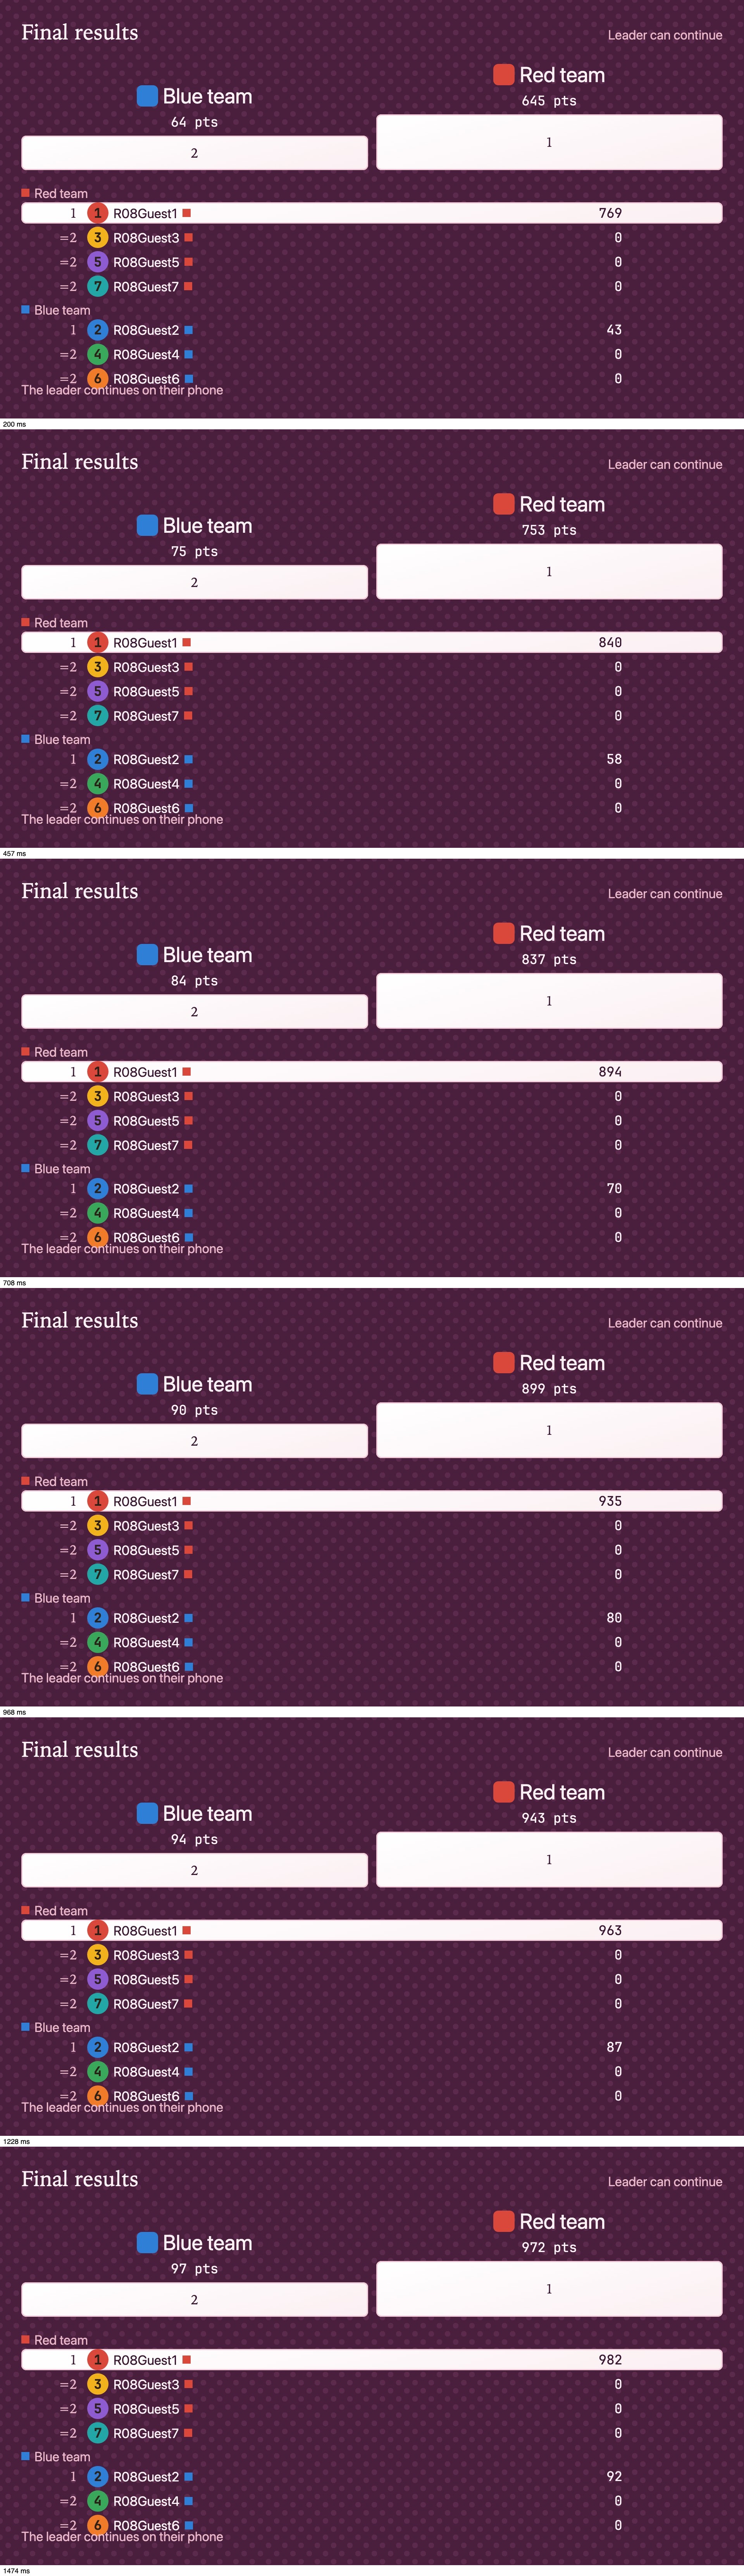 Final results
Leader can continue
Blue team
Red team
64 pts
645 pts
2
1
Red team
1 1 R08Guest1 769
=2 3 R08Guest3 0
=2 5 R08Guest5 0
=2 7 R08Guest7 0
Blue team
1 2 R08Guest2 43
=2 4 R08Guest4 0
=2 6 R08Guest6 0
The leader continues on their phone
200 ms
Final results
Leader can continue
Blue team
Red team
75 pts
753 pts
2
1
Red team
1 1 R08Guest1 840
=2 3 R08Guest3 0
=2 5 R08Guest5 0
=2 7 R08Guest7 0
Blue team
1 2 R08Guest2 58
=2 4 R08Guest4 0
=2 6 R08Guest6 0
The leader continues on their phone
457 ms
Final results
Leader can continue
Blue team
Red team
84 pts
837 pts
2
1
Red team
1 1 R08Guest1 894
=2 3 R08Guest3 0
=2 5 R08Guest5 0
=2 7 R08Guest7 0
Blue team
1 2 R08Guest2 70
=2 4 R08Guest4 0
=2 6 R08Guest6 0
The leader continues on their phone
708 ms
Final results
Leader can continue
Blue team
Red team
90 pts
899 pts
2
1
Red team
1 1 R08Guest1 935
=2 3 R08Guest3 0
=2 5 R08Guest5 0
=2 7 R08Guest7 0
Blue team
1 2 R08Guest2 80
=2 4 R08Guest4 0
=2 6 R08Guest6 0
The leader continues on their phone
968 ms
Final results
Leader can continue
Blue team
Red team
94 pts
943 pts
2
1
Red team
1 1 R08Guest1 963
=2 3 R08Guest3 0
=2 5 R08Guest5 0
=2 7 R08Guest7 0
Blue team
1 2 R08Guest2 87
=2 4 R08Guest4 0
=2 6 R08Guest6 0
The leader continues on their phone
1228 ms
Final results
Leader can continue
Blue team
Red team
97 pts
972 pts
2
1
Red team
1 1 R08Guest1 982
=2 3 R08Guest3 0
=2 5 R08Guest5 0
=2 7 R08Guest7 0
Blue team
1 2 R08Guest2 92
=2 4 R08Guest4 0
=2 6 R08Guest6 0
The leader continues on their phone
1474 ms